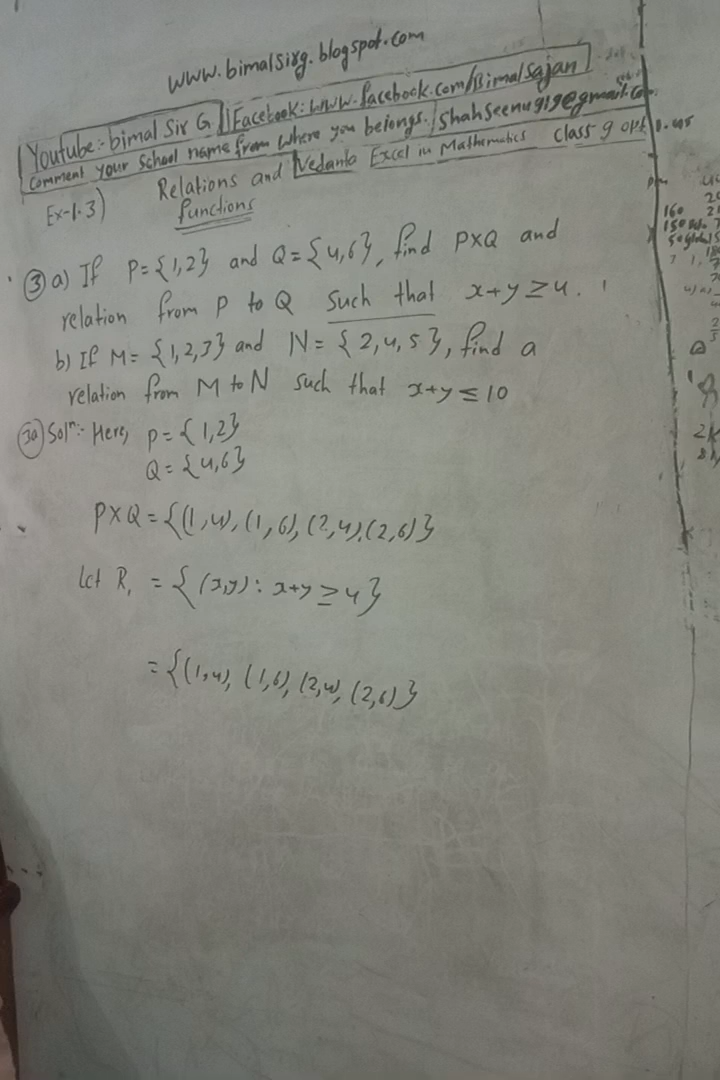 www.bimalsirg.blogspot.com
Youtube:- bimal Sir G | Facebook: www.facebook.com/Bimalsajan
Comment your School name from where you belongs. | shahseenu919@gmail.com
Ex-1.3) Relations and Vedanta Excel in Mathematics Class 9 opt
functions
③ a) If P = {1,2} and Q = {4,6}, find PXQ and
relation from P to Q such that x+y ≥ 4.
b) If M = {1,2,3} and N = {2,4,5}, find a
relation from M to N such that x+y ≤ 10
3a Solⁿ:- Here, P = {1,2}
Q = {4,6}
PXQ = {(1,4), (1,6), (2,4), (2,6)}
Let R₁ = {(x,y) : x+y ≥ 4}
= {(1,4), (1,6), (2,4), (2,6)}
160